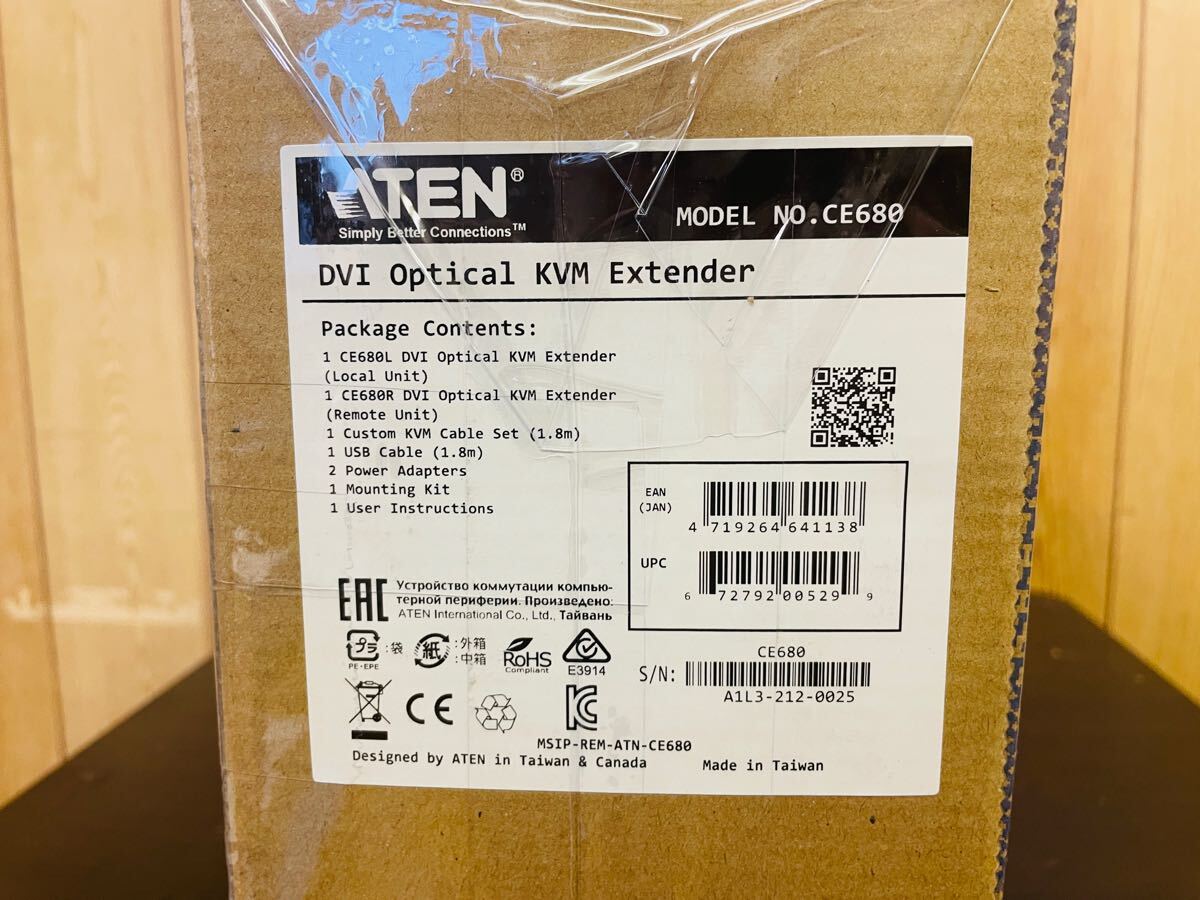 ATEN®
Simply Better Connections™
MODEL NO.CE680
DVI Optical KVM Extender
Package Contents:
1 CE680L DVI Optical KVM Extender
(Local Unit)
1 CE680R DVI Optical KVM Extender
(Remote Unit)
1 Custom KVM Cable Set (1.8m)
1 USB Cable (1.8m)
2 Power Adapters
1 Mounting Kit
1 User Instructions
EAN
(JAN)
4 719264 641138
UPC
6 72792 00529 9
EAC
Устройство коммутации компью-
терной периферии. Произведено:
ATEN International Co., Ltd., Тайвань
プラ :袋
PE・EPE
紙 :外箱
:中箱
RoHS
Compliant
E3914
CE680
S/N:
A1L3-212-0025
CE
MSIP-REM-ATN-CE680
Designed by ATEN in Taiwan & Canada
Made in Taiwan